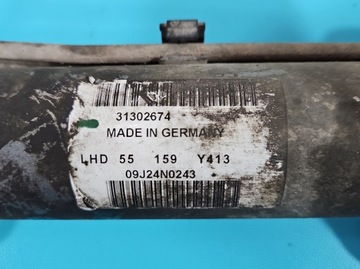 31302674
MADE IN GERMANY
LHD 55 159 Y413
09J24N0243